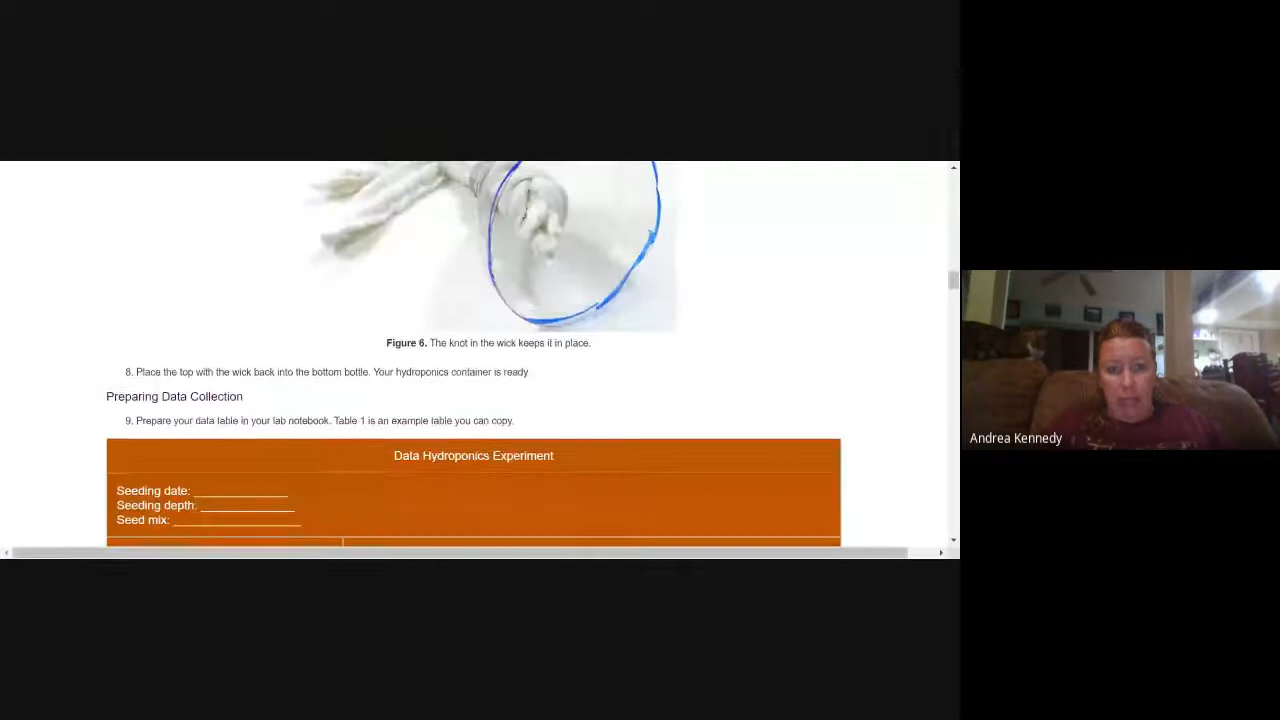 Figure 6. The knot in the wick keeps it in place.
8. Place the top with the wick back into the bottom bottle. Your hydroponics container is ready
Preparing Data Collection
9. Prepare your data table in your lab notebook. Table 1 is an example table you can copy.
Data Hydroponics Experiment
Seeding date: ______________
Seeding depth: ______________
Seed mix: ___________________
Andrea Kennedy